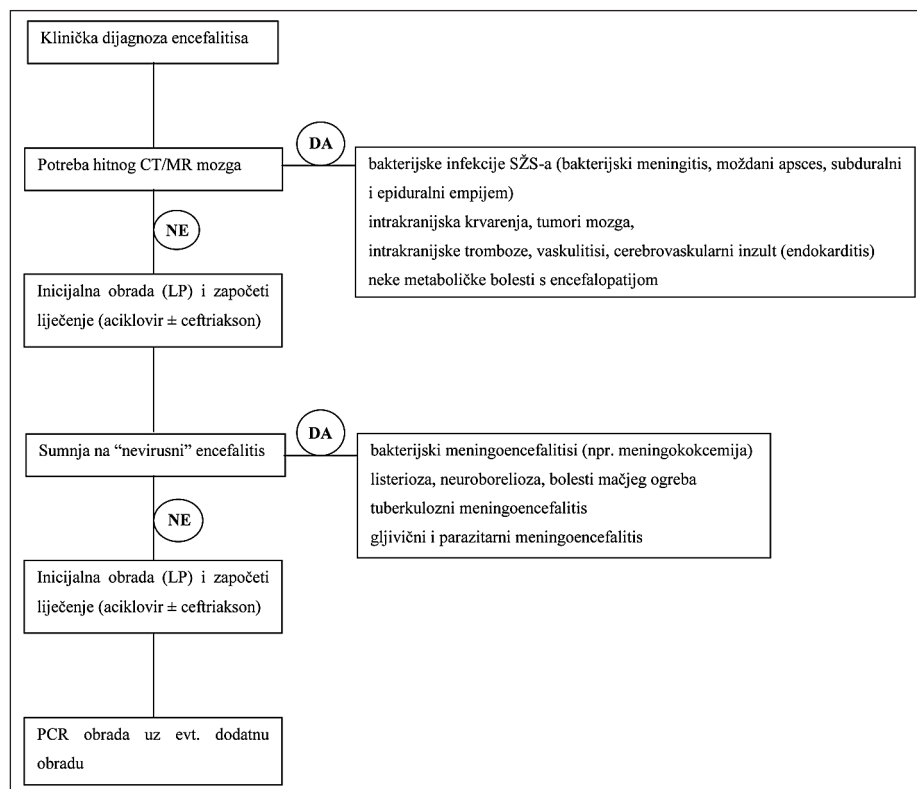 Klinička dijagnoza encefalitisa
DA
Potreba hitnog CT/MR mozga
bakterijske infekcije SŽS-a (bakterijski meningitis, moždani apsces, subduralni
i epiduralni empijem)
intrakranijska krvarenja, tumori mozga,
intrakranijske tromboze, vaskulitisi, cerebrovaskularni inzult (endokarditis)
neke metaboličke bolesti s encefalopatijom
NE
Inicijalna obrada (LP) i započeti
liječenje (aciklovir ± ceftriakson)
DA
Sumnja na “nevirusni” encefalitis
bakterijski meningoencefalitisi (npr. meningokokcemija)
listerioza, neuroborelioza, bolesti mačjeg ogreba
tuberkulozni meningoencefalitis
gljivični i parazitarni meningoencefalitis
NE
Inicijalna obrada (LP) i započeti
liječenje (aciklovir ± ceftriakson)
PCR obrada uz evt. dodatnu
obradu